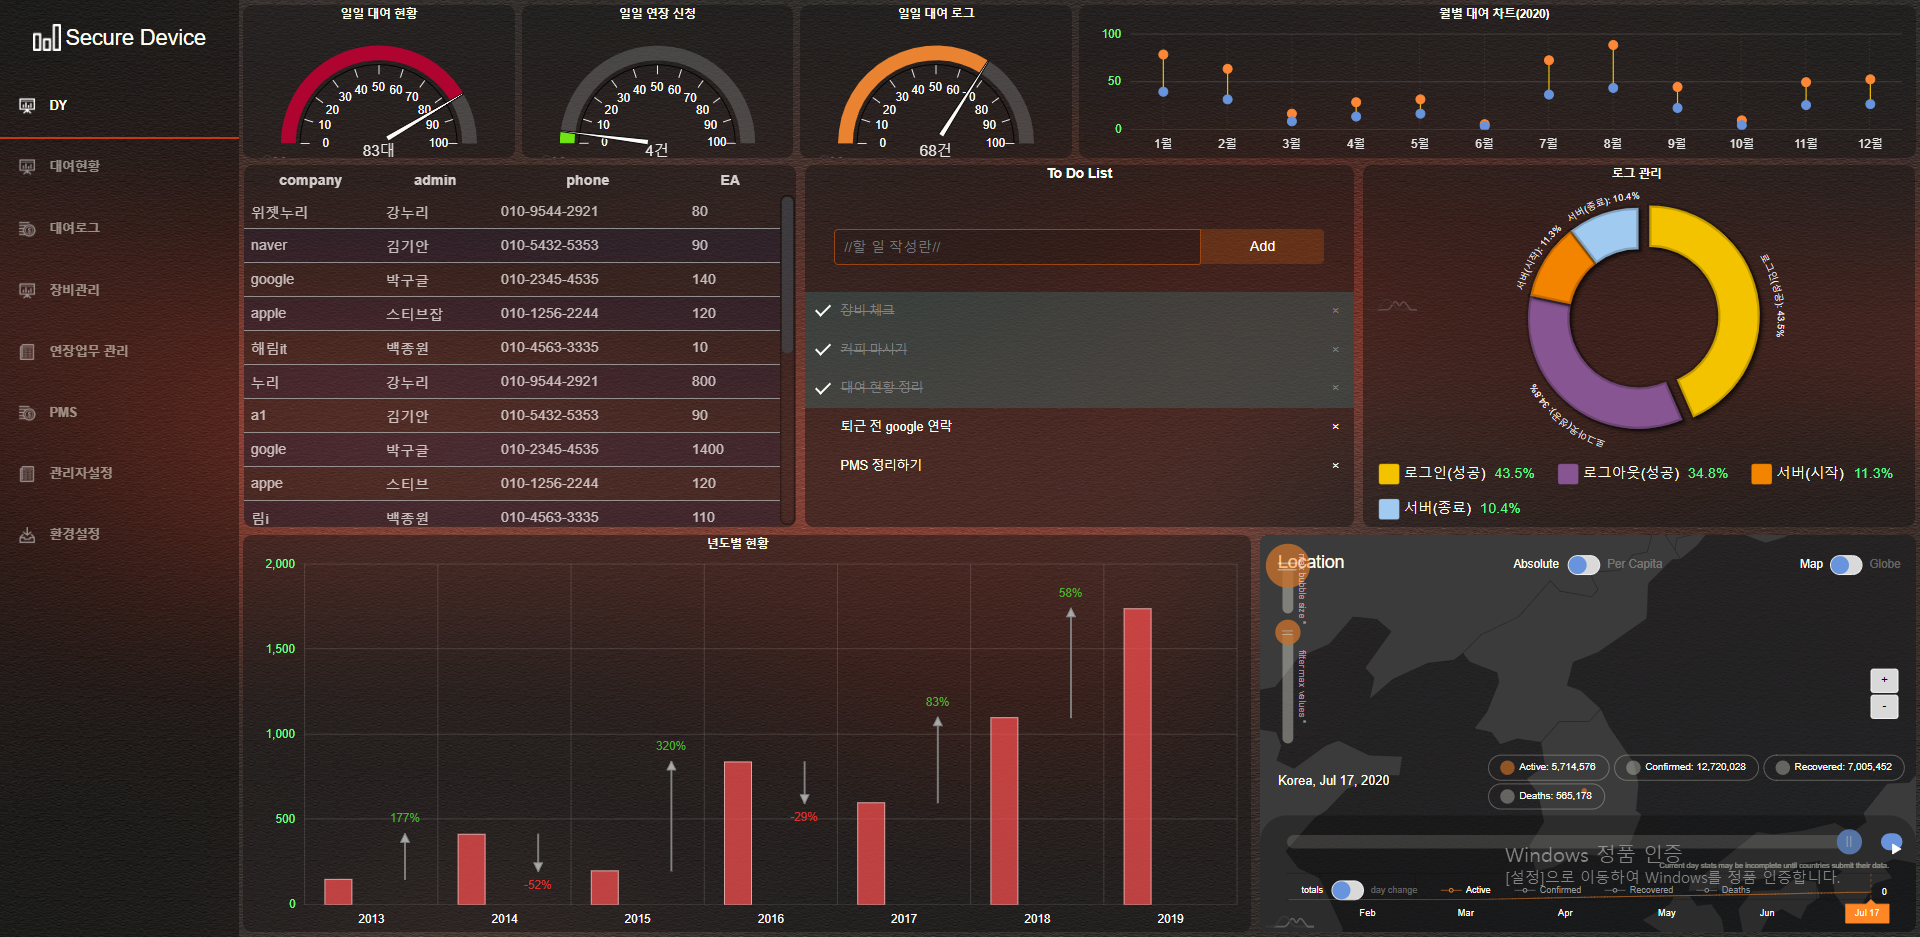 Secure Device
DY
대여현황
대여로그
장비관리
연장업무 관리
PMS
관리자설정
환경설정
일일 대여 현황
0 10 20 30 40 50 60 70 80 90 100
83대
일일 연장 신청
0 10 20 30 40 50 60 70 80 90 100
4건
일일 대여 로그
0 10 20 30 40 50 60 80 90 100
68건
월별 대여 차트(2020)
100
50
0
1월 2월 3월 4월 5월 6월 7월 8월 9월 10월 11월 12월
company admin phone EA
위젯누리 강누리 010-9544-2921 80
naver 김기안 010-5432-5353 90
google 박구글 010-2345-4535 140
apple 스티브잡 010-1256-2244 120
해림it 백종원 010-4563-3335 10
누리 강누리 010-9544-2921 800
a1 김기안 010-5432-5353 90
gogle 박구글 010-2345-4535 1400
appe 스티브 010-1256-2244 120
림i 백종원 010-4563-3335 110
To Do List
//할 일 작성란// Add
장비 체크 ×
커피 마시기 ×
대여 현황 정리 ×
퇴근 전 google 연락 ×
PMS 정리하기 ×
로그 관리
서버(종료): 10.4%
서버(시작): 11.3%
로그인(성공): 43.5%
로그아웃(성공): 34.8%
로그인(성공) 43.5% 로그아웃(성공) 34.8% 서버(시작) 11.3%
서버(종료) 10.4%
년도별 현황
2,000
1,500
1,000
500
0
177%
-52%
320%
-29%
83%
58%
2013 2014 2015 2016 2017 2018 2019
Location
Absolute Per Capita
Map Globe
bubble size *
filter max values *
+
-
Korea, Jul 17, 2020
Active: 5,714,576 Confirmed: 12,720,028 Recovered: 7,005,452
Deaths: 565,178
Windows 정품 인증
Current day stats may be incomplete until countries submit their data.
[설정]으로 이동하여 Windows를 정품 인증합니다.
totals day change Active Confirmed Recovered Deaths 0
Feb Mar Apr May Jun Jul 17